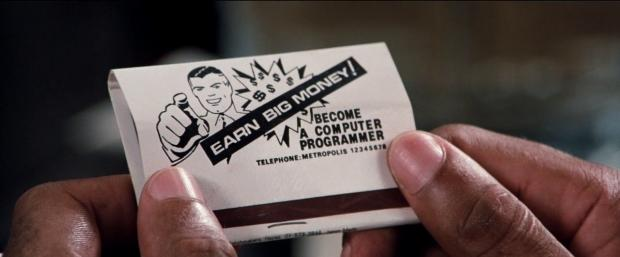 $ $ $ $ $ $ $
EARN BIG MONEY!
BECOME
A COMPUTER
PROGRAMMER
TELEPHONE: METROPOLIS 12345678